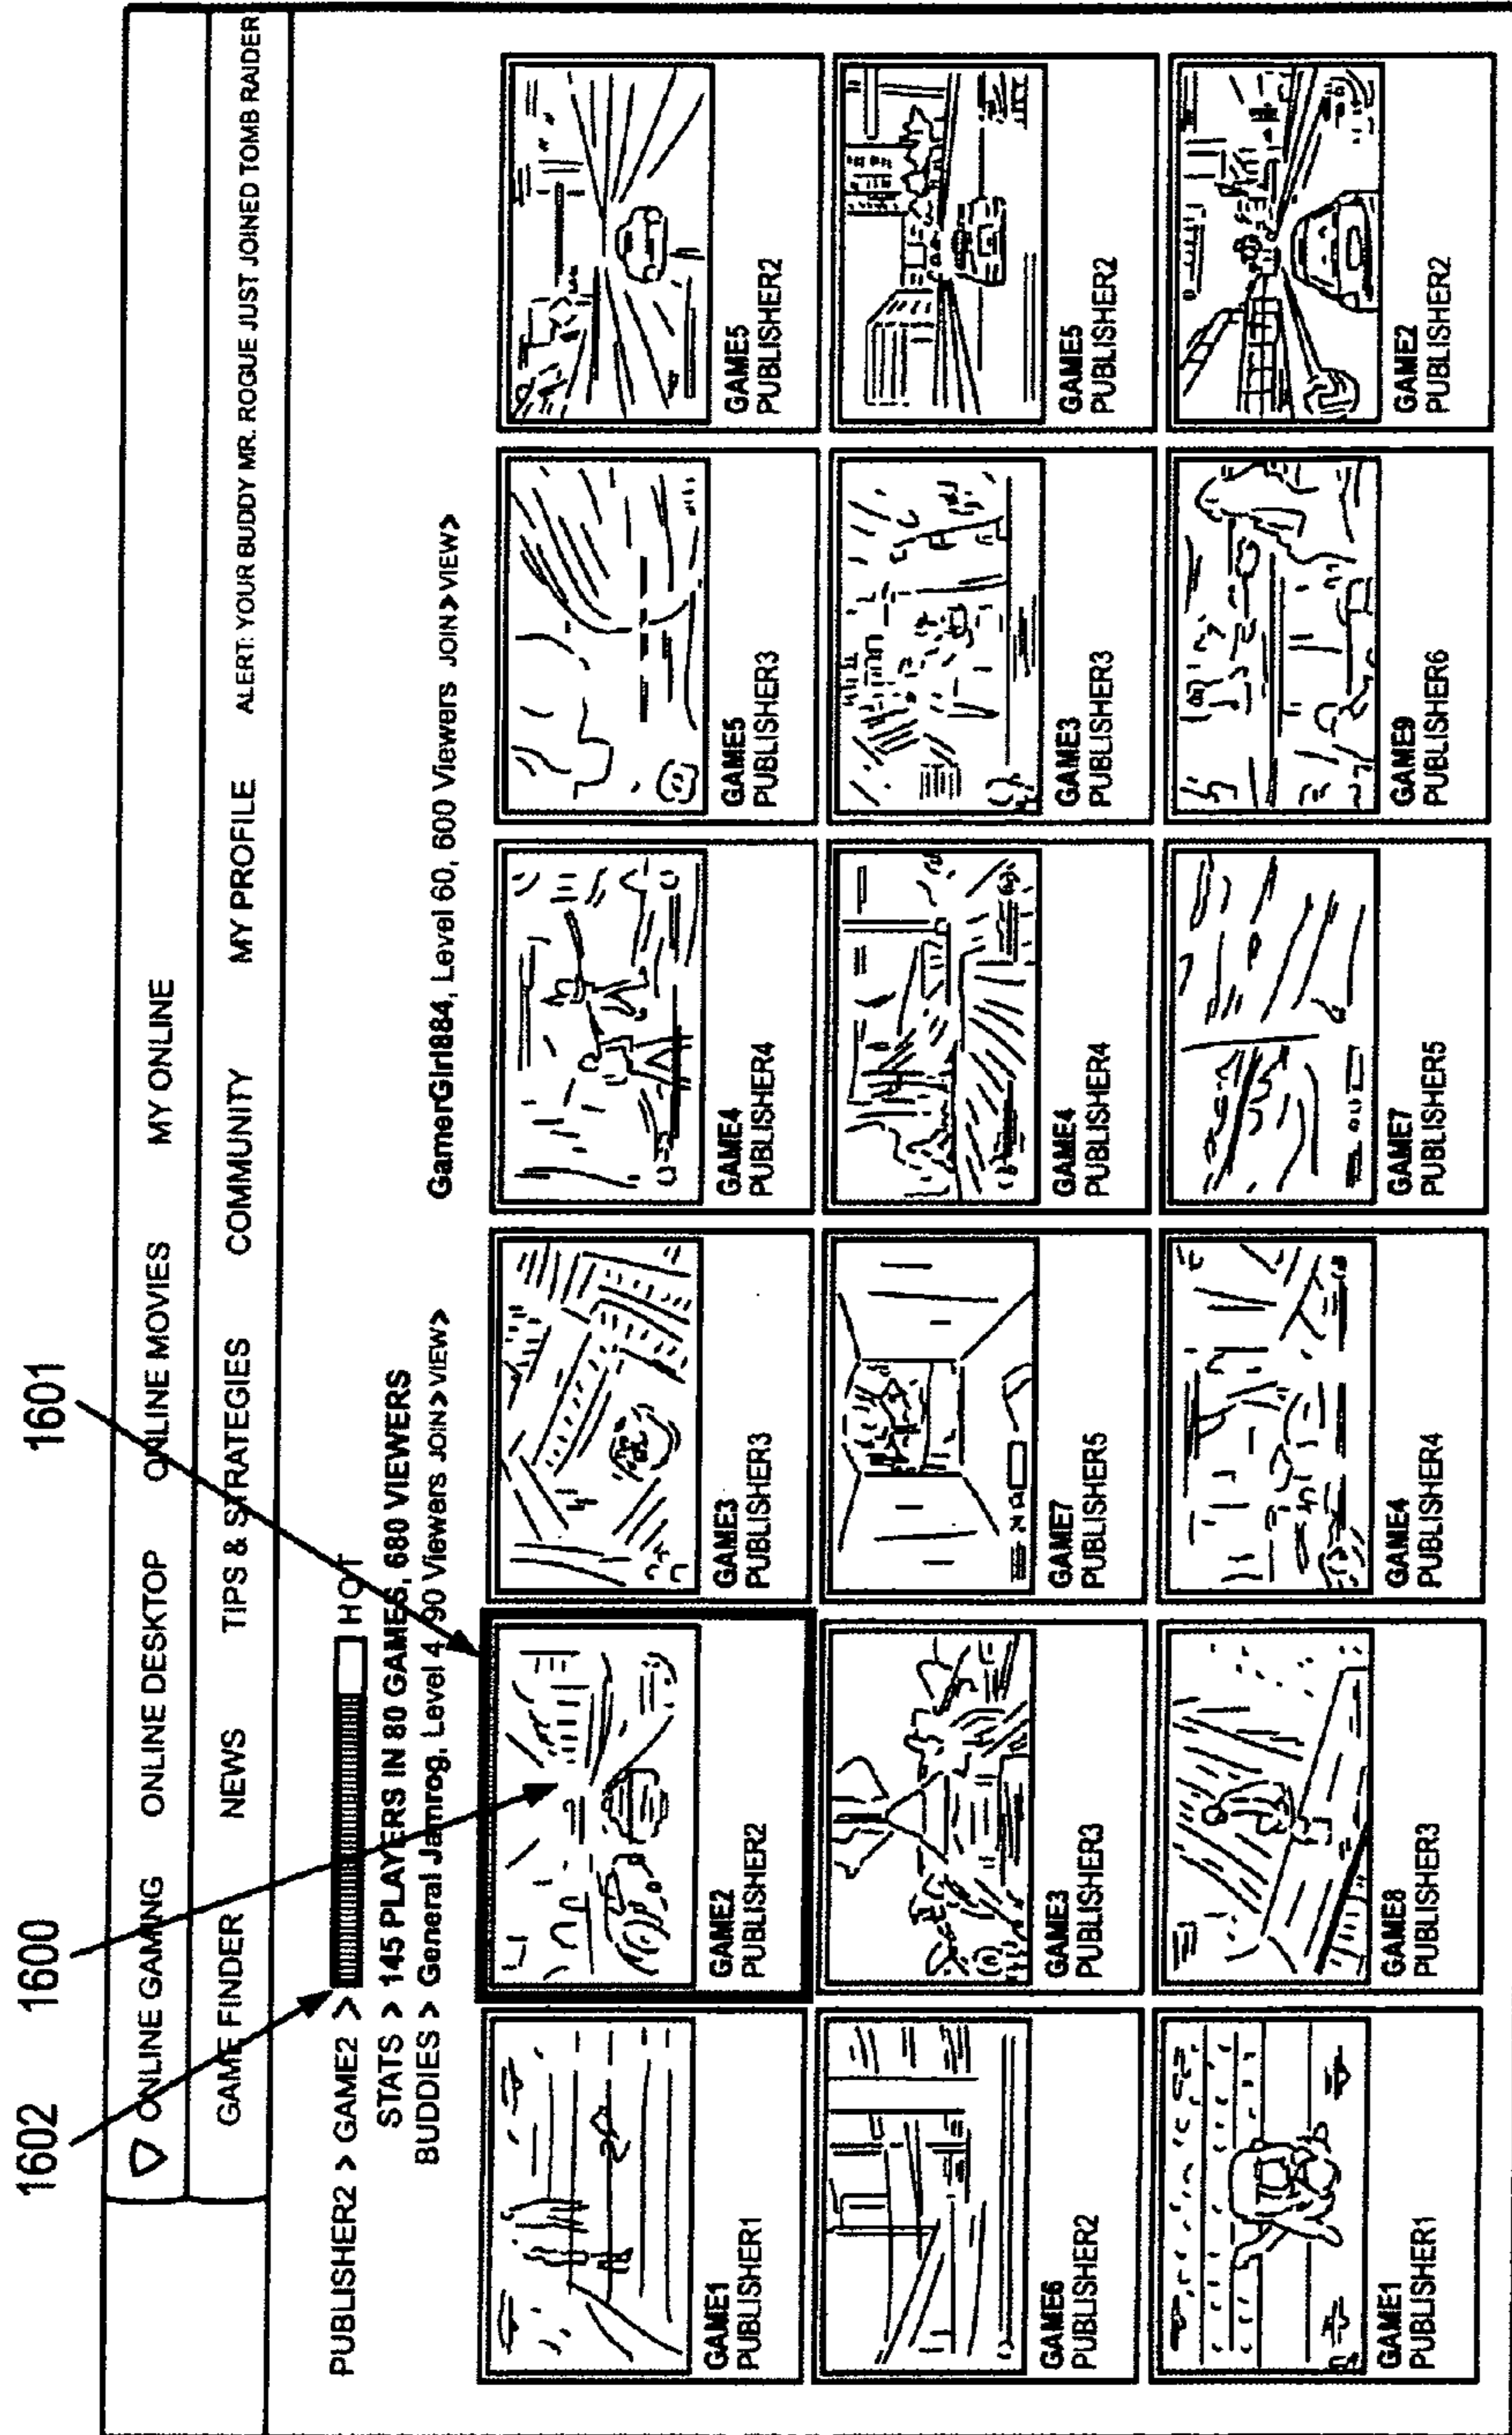 1602 1600 1601
ONLINE GAMING ONLINE DESKTOP ONLINE MOVIES MY ONLINE
GAME FINDER NEWS TIPS & STRATEGIES COMMUNITY MY PROFILE ALERT: YOUR BUDDY MR. ROGUE JUST JOINED TOMB RAIDER
PUBLISHER2 > GAME2 > HOT
STATS > 145 PLAYERS IN 80 GAMES, 680 VIEWERS
BUDDIES > General Jamrog, Level 4, 90 Viewers JOIN> VIEW> GamerGirl884, Level 60, 600 Viewers JOIN> VIEW>
GAME1 GAME2 GAME3 GAME4 GAME5 GAME5
PUBLISHER1 PUBLISHER2 PUBLISHER3 PUBLISHER4 PUBLISHER3 PUBLISHER2
GAME6 GAME3 GAME7 GAME4 GAME3 GAME5
PUBLISHER2 PUBLISHER3 PUBLISHER5 PUBLISHER4 PUBLISHER3 PUBLISHER2
GAME1 GAME8 GAME4 GAME7 GAME9 GAME2
PUBLISHER1 PUBLISHER3 PUBLISHER4 PUBLISHER5 PUBLISHER6 PUBLISHER2